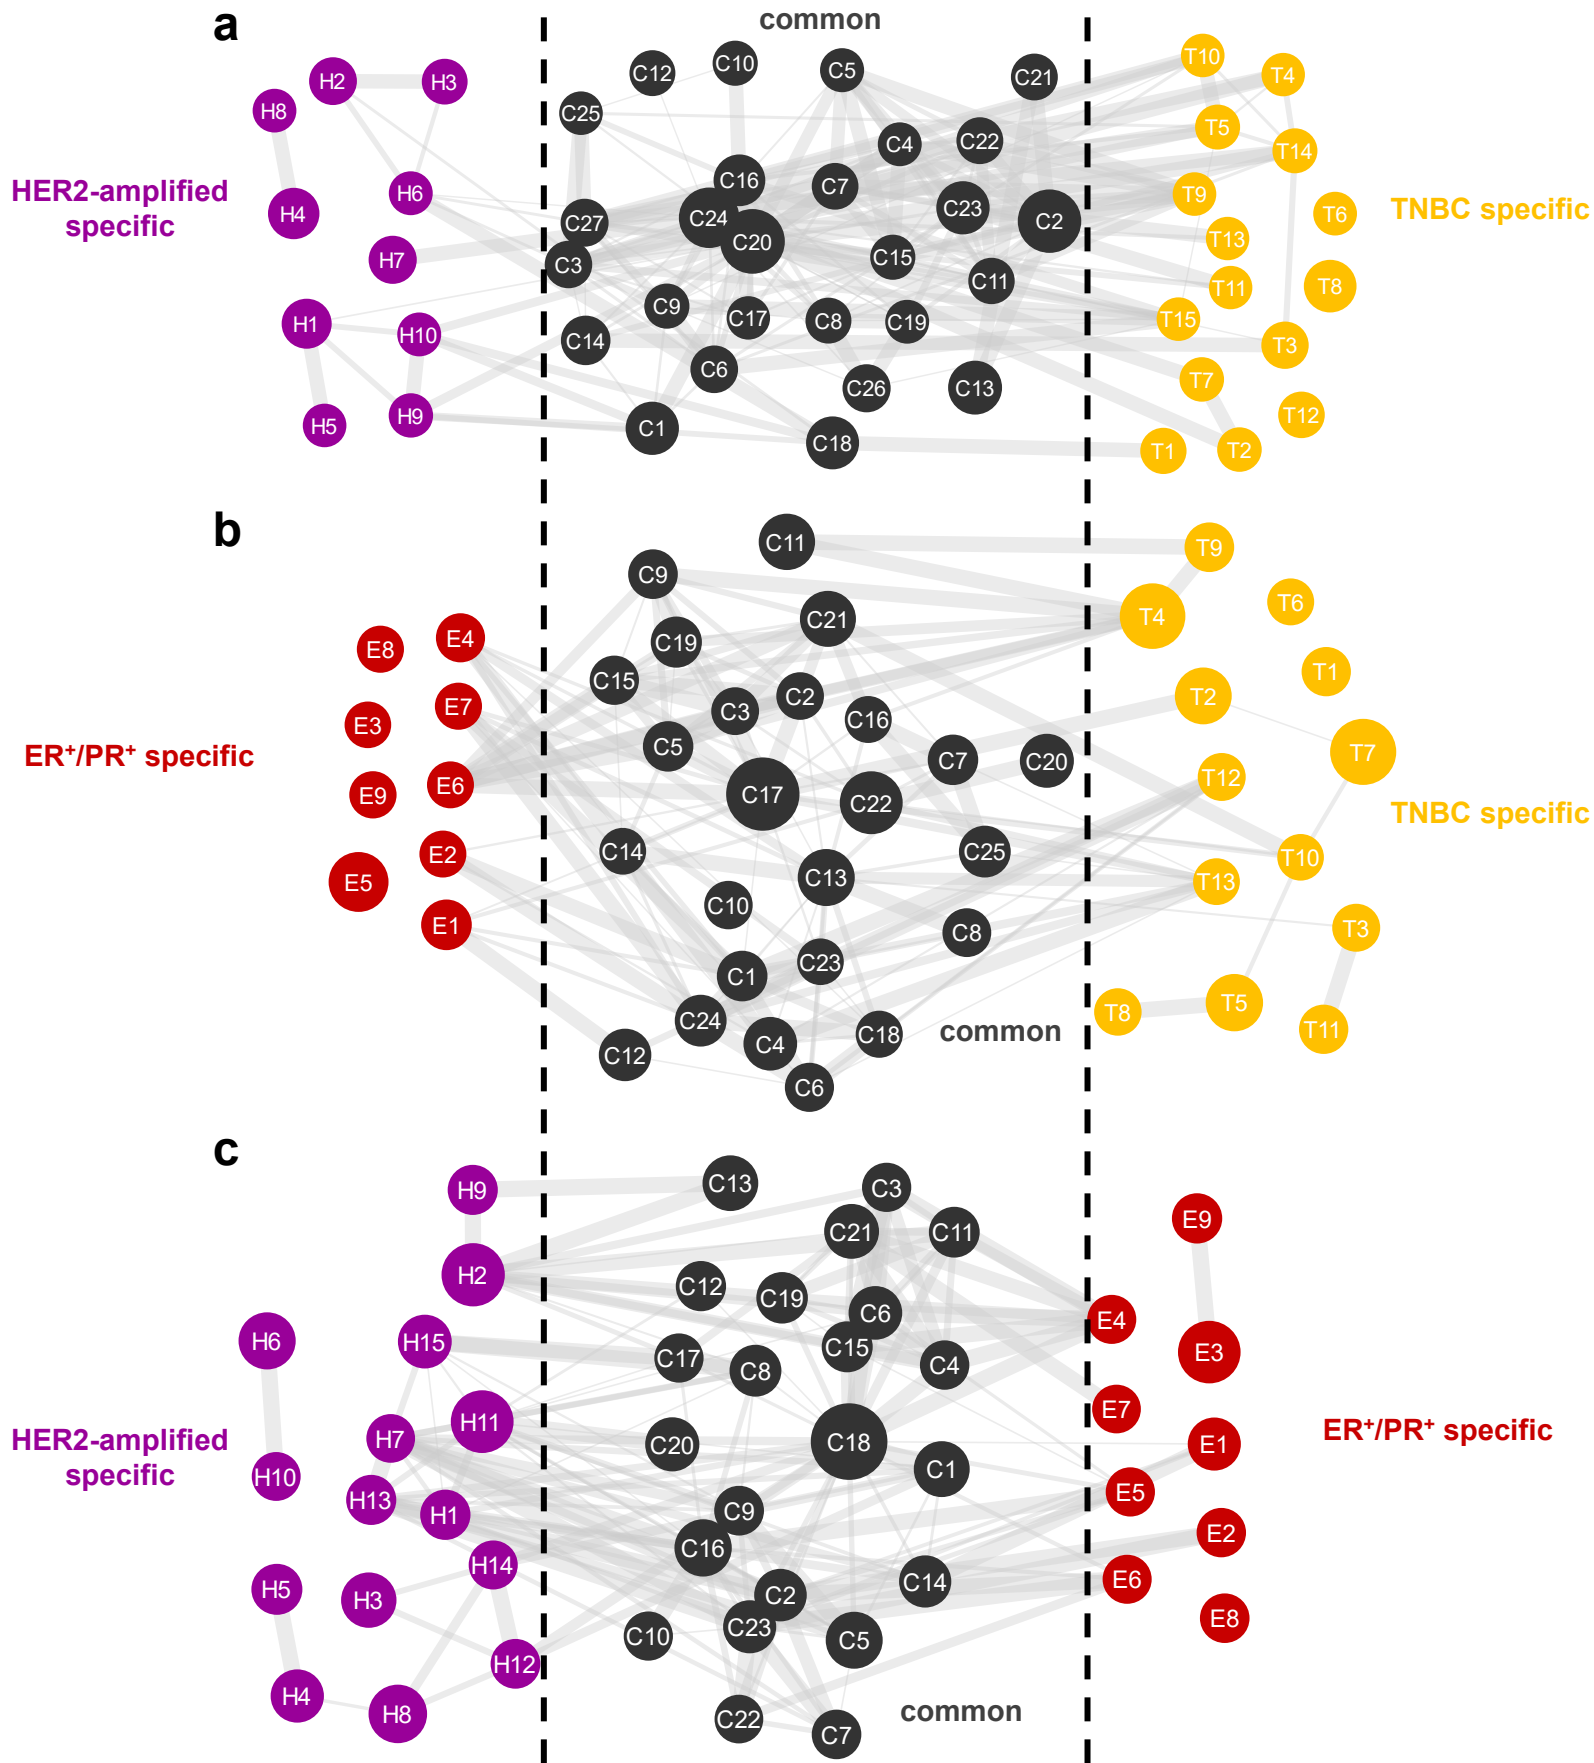 a
common
C10
T10
C12
C5
T4
C21
H2
H3
H8
C25
T5
C22
C4
T14
C16
C7
HER2-amplified
specific
H6
T9
H4
C24
C23
C2
T6
TNBC specific
C27
C20
T13
H7
C3
C15
C11
T11
T8
C9
C17
C8
C19
T15
H1
H10
C14
T3
C6
T7
C26
C13
H9
T12
H5
C1
C18
T1
T2
b
C11
T9
C9
T6
T4
C21
E4
E8
C19
C15
T1
C2
T2
E7
C3
C16
E3
C5
T7
ER⁺/PR⁺ specific
C7
C20
T12
E6
E9
C17
C22
TNBC specific
E2
C14
C25
T10
E5
C13
T13
C10
E1
C8
T3
C23
C1
T5
T8
C24
T11
common
C18
C4
C12
C6
c
C13
H9
C3
E9
C21
C11
H2
C12
C19
C6
E4
H6
H15
C15
E3
C17
C4
C8
E7
H11
ER⁺/PR⁺ specific
HER2-amplified
specific
H7
C20
C18
E1
H10
C1
H13
E5
H1
C9
E2
C16
H14
E6
C14
H5
C2
H3
E8
C23
C10
C5
H12
H4
common
H8
C22
C7